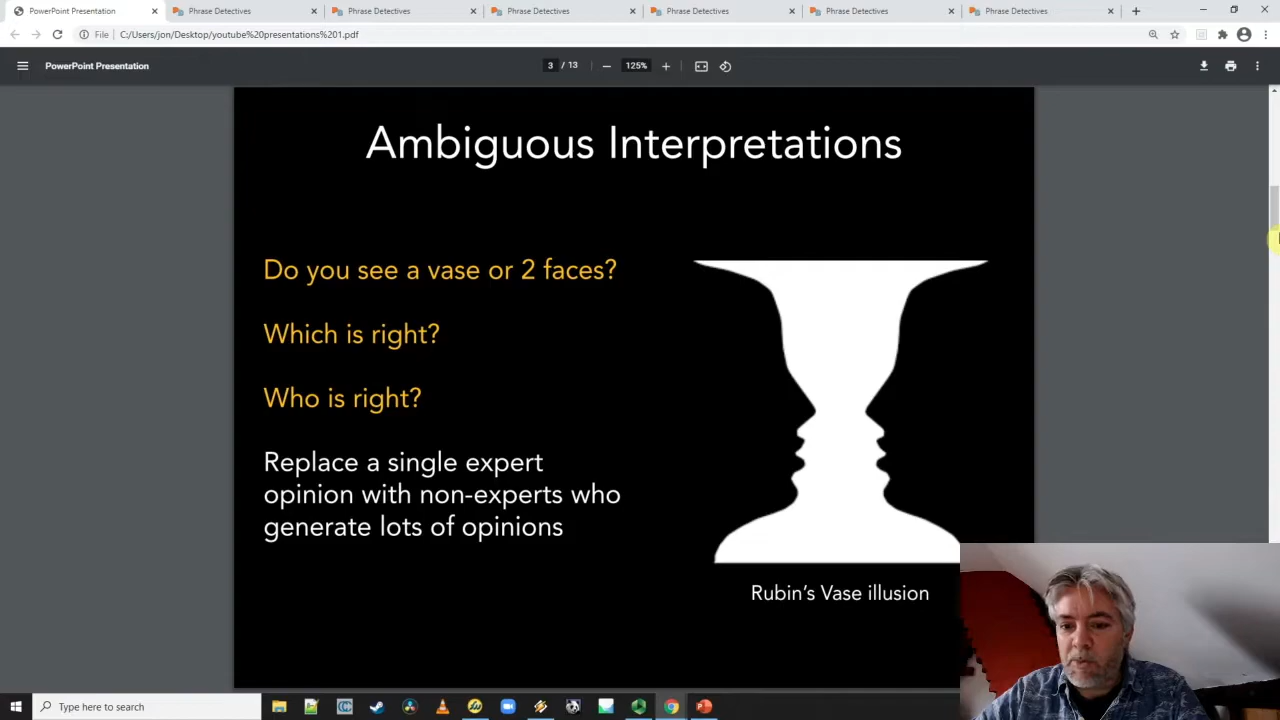 PowerPoint Presentation
Phrase Detectives
Phrase Detectives
Phrase Detectives
Phrase Detectives
Phrase Detectives
Phrase Detectives
File
C:/Users/jon/Desktop/youtube%20presentations%201.pdf
PowerPoint Presentation
3 / 13
125%
Ambiguous Interpretations
Do you see a vase or 2 faces?
Which is right?
Who is right?
Replace a single expert
opinion with non-experts who
generate lots of opinions
Rubin's Vase illusion
Type here to search